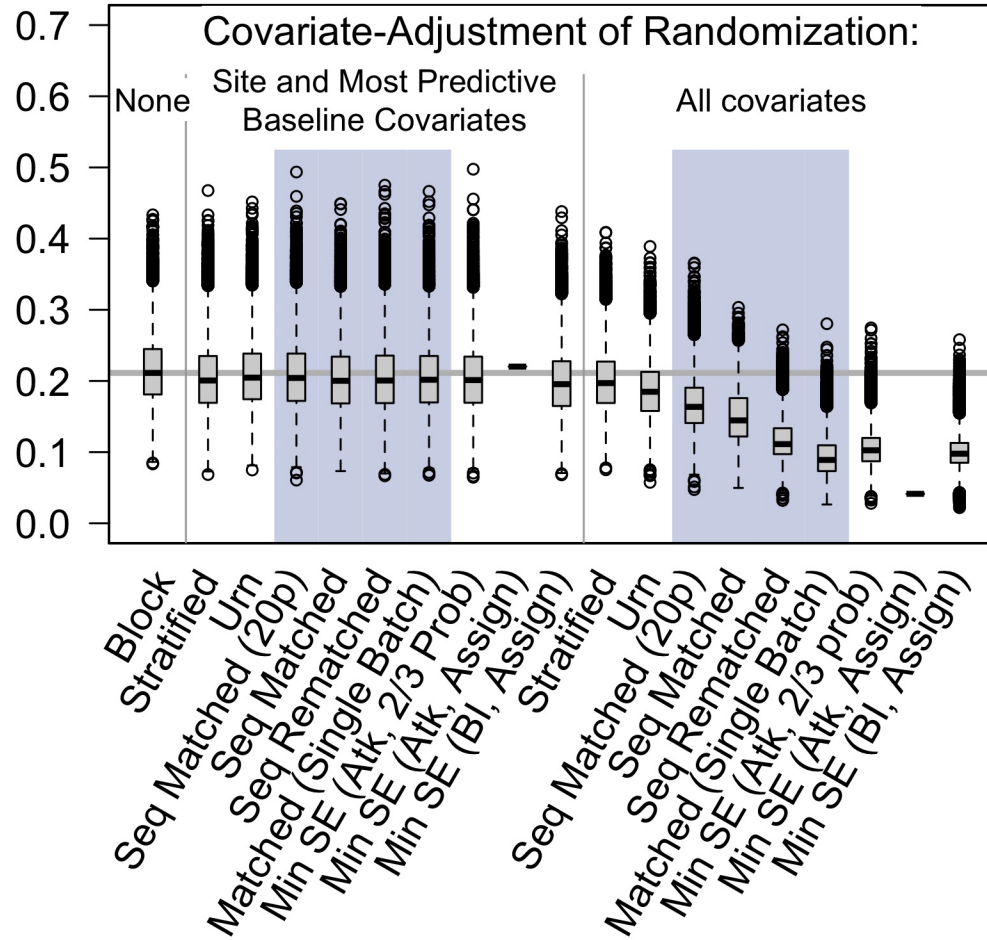 Covariate-Adjustment of Randomization:
None
Site and Most Predictive
Baseline Covariates
All covariates
0.7
0.6
0.5
0.4
0.3
0.2
0.1
0.0
Block
Stratified
Urn
Seq Matched (20p)
Seq Matched
Seq Rematched
Matched (Single Batch)
Min SE (Atk, 2/3 Prob)
Min SE (Atk, Assign)
Min SE (BI, Assign)
Stratified
Urn
Seq Matched (20p)
Seq Matched
Seq Rematched
Matched (Single Batch)
Min SE (Atk, 2/3 prob)
Min SE (Atk, Assign)
Min SE (BI, Assign)